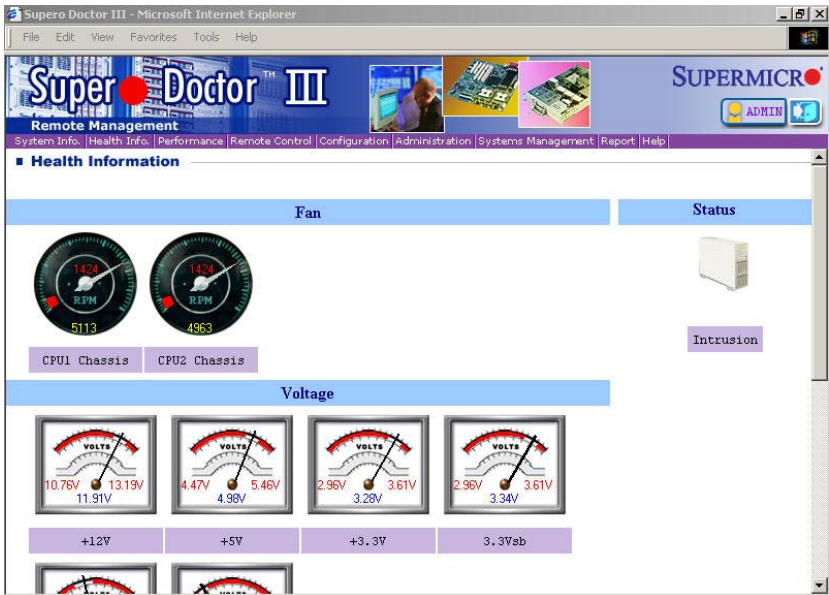 Supero Doctor III - Microsoft Internet Explorer
File Edit View Favorites Tools Help
Super Doctor™ III
Remote Management
SUPERMICRO
ADMIN
System Info. Health Info. Performance Remote Control Configuration Administration Systems Management Report Help
Health Information
Fan
Status
1424
RPM
5113
1424
RPM
4963
CPU1 Chassis
CPU2 Chassis
Intrusion
Voltage
VOLTS
10.76V 13.19V
11.91V
VOLTS
4.47V 5.46V
4.98V
VOLTS
2.96V 3.61V
3.28V
VOLTS
2.96V 3.61V
3.34V
+12V
+5V
+3.3V
3.3Vsb